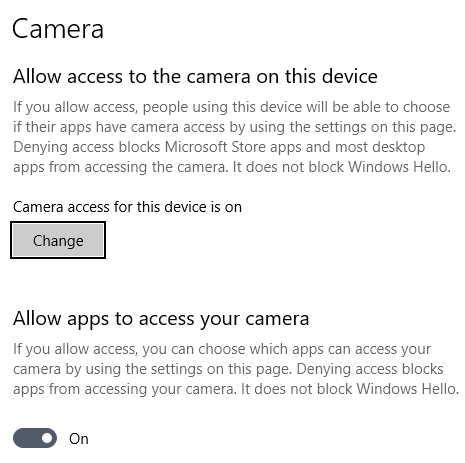 Camera
Allow access to the camera on this device
If you allow access, people using this device will be able to choose
if their apps have camera access by using the settings on this page.
Denying access blocks Microsoft Store apps and most desktop
apps from accessing the camera. It does not block Windows Hello.
Camera access for this device is on
Change
Allow apps to access your camera
If you allow access, you can choose which apps can access your
camera by using the settings on this page. Denying access blocks
apps from accessing your camera. It does not block Windows Hello.
On